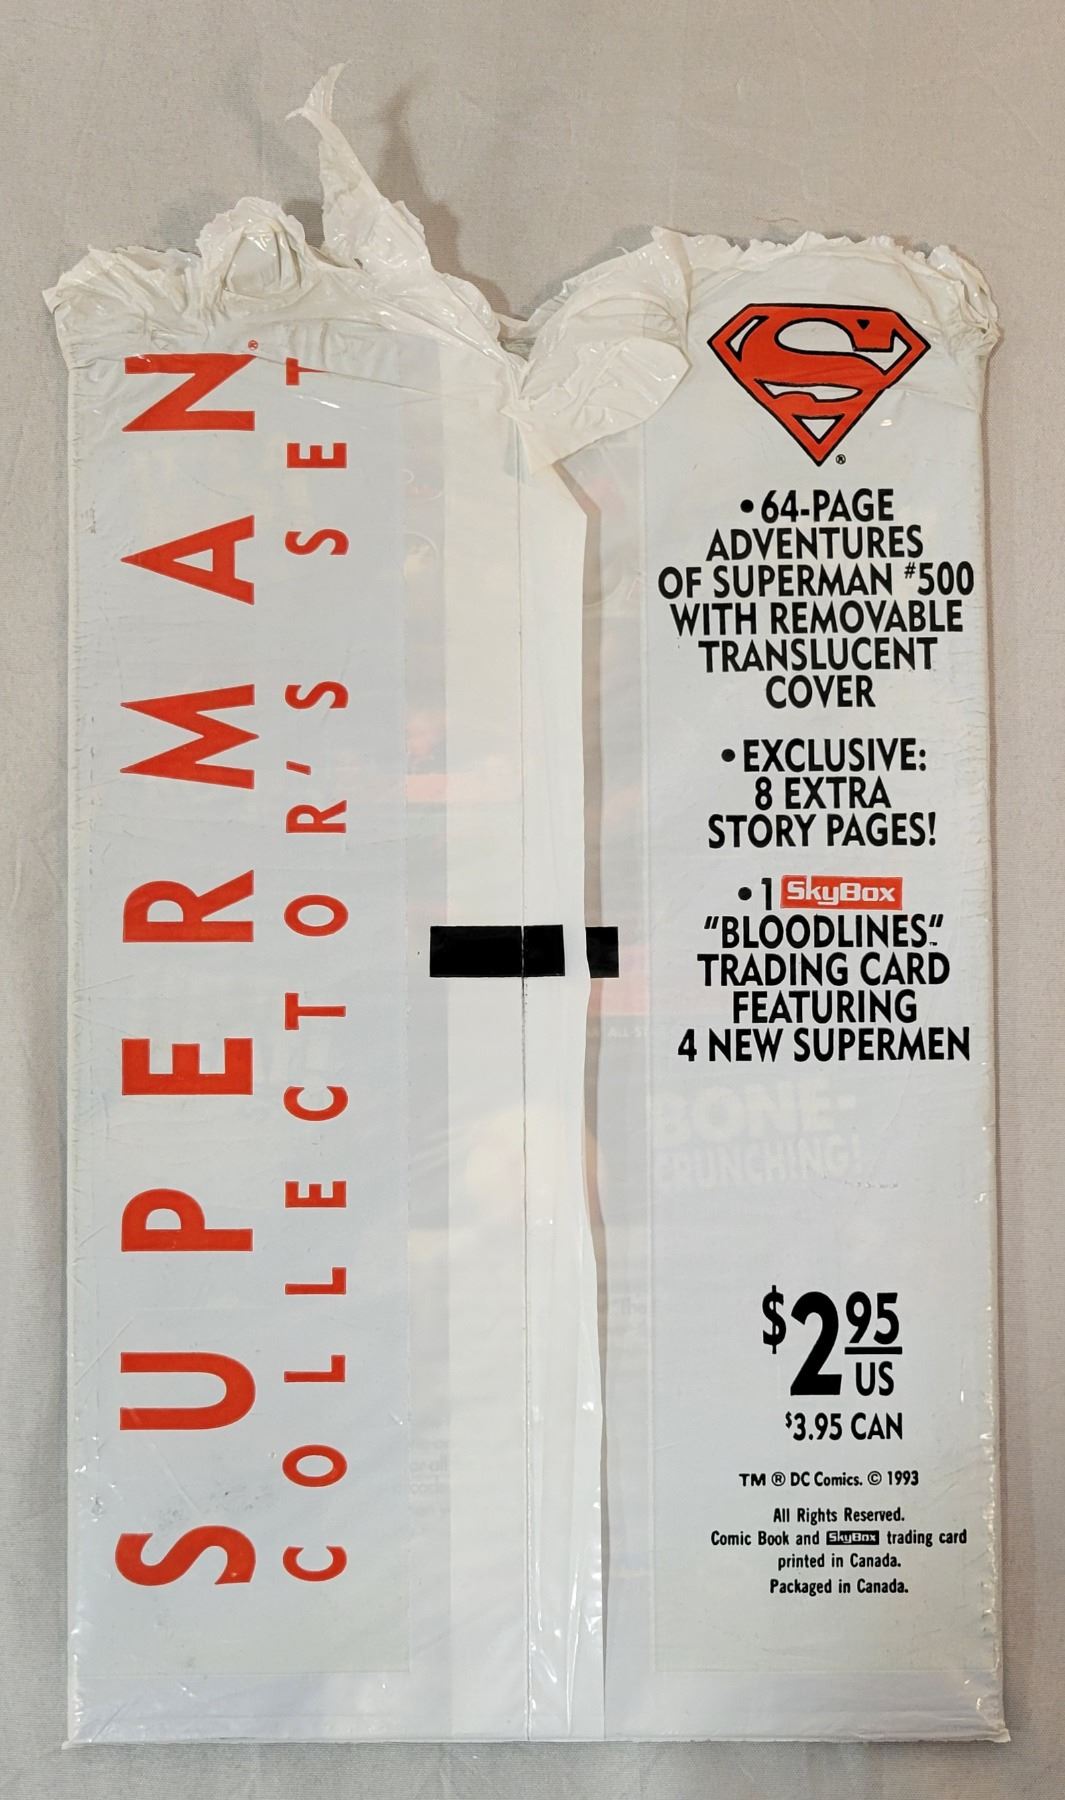 SUPERMAN®
COLLECTOR'S SET
®
• 64-PAGE
ADVENTURES
OF SUPERMAN #500
WITH REMOVABLE
TRANSLUCENT
COVER
• EXCLUSIVE:
8 EXTRA
STORY PAGES!
• 1 SkyBox
“BLOODLINES“™
TRADING CARD
FEATURING
4 NEW SUPERMEN
BONE-
CRUNCHING!
$2 95
US
$3.95 CAN
TM ® DC Comics. © 1993
All Rights Reserved.
Comic Book and SkyBox trading card
printed in Canada.
Packaged in Canada.